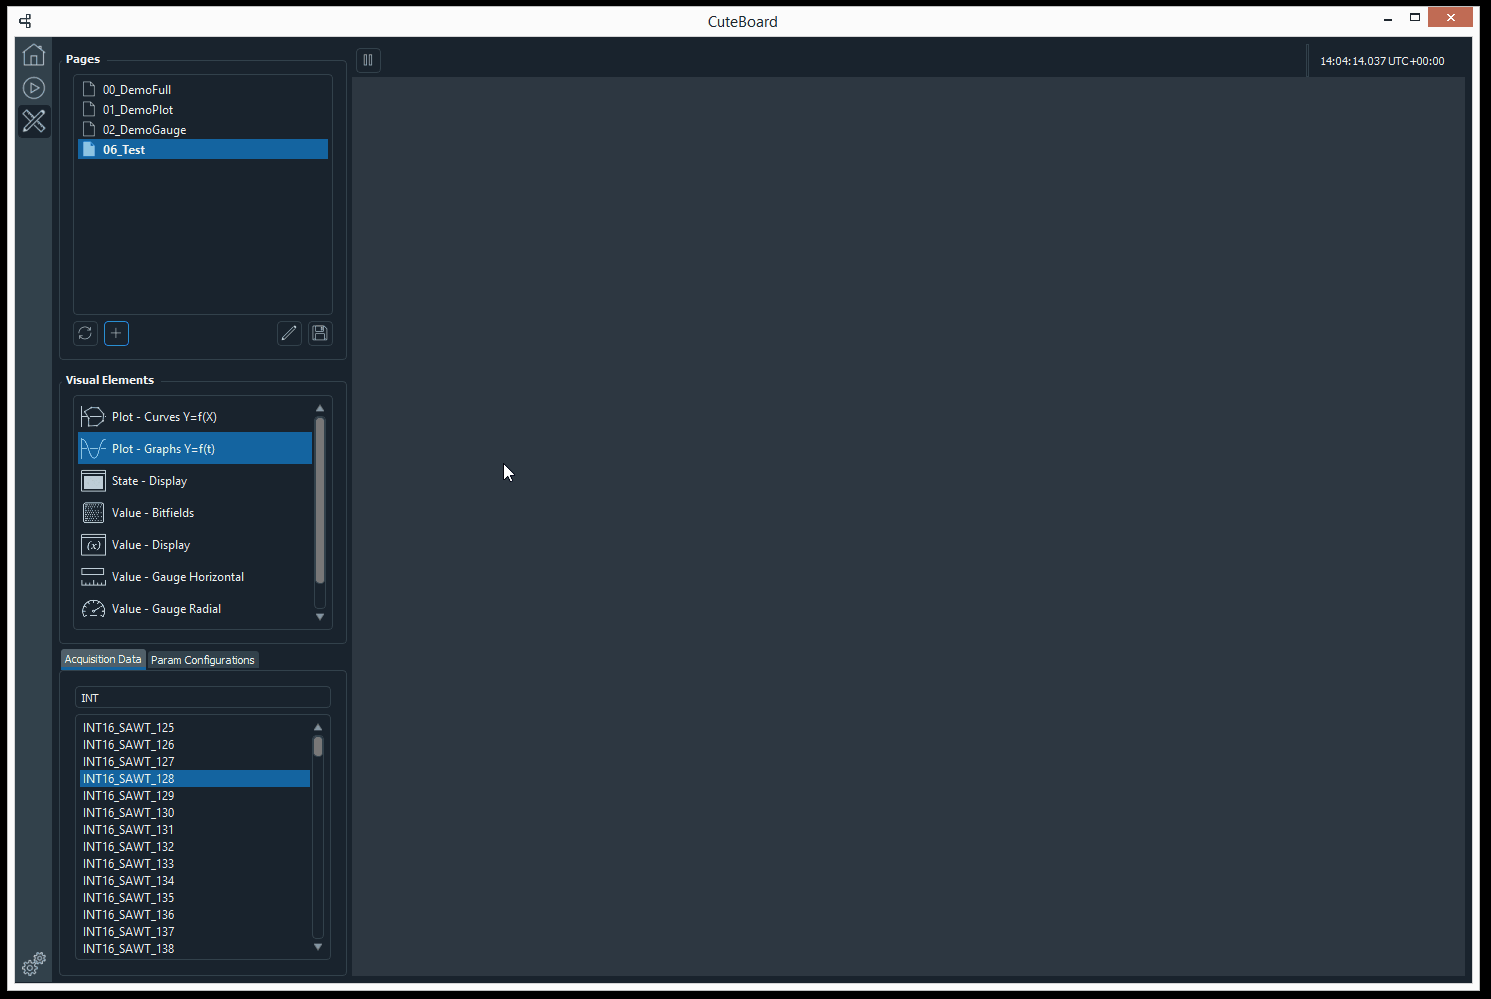 CuteBoard
Pages
00_DemoFull
01_DemoPlot
02_DemoGauge
06_Test
14:04:14.037 UTC+00:00
Visual Elements
Plot - Curves Y=f(X)
Plot - Graphs Y=f(t)
State - Display
Value - Bitfields
(x) Value - Display
Value - Gauge Horizontal
Value - Gauge Radial
Acquisition Data Param Configurations
INT
INT16_SAWT_125
INT16_SAWT_126
INT16_SAWT_127
INT16_SAWT_128
INT16_SAWT_129
INT16_SAWT_130
INT16_SAWT_131
INT16_SAWT_132
INT16_SAWT_133
INT16_SAWT_134
INT16_SAWT_135
INT16_SAWT_136
INT16_SAWT_137
INT16_SAWT_138